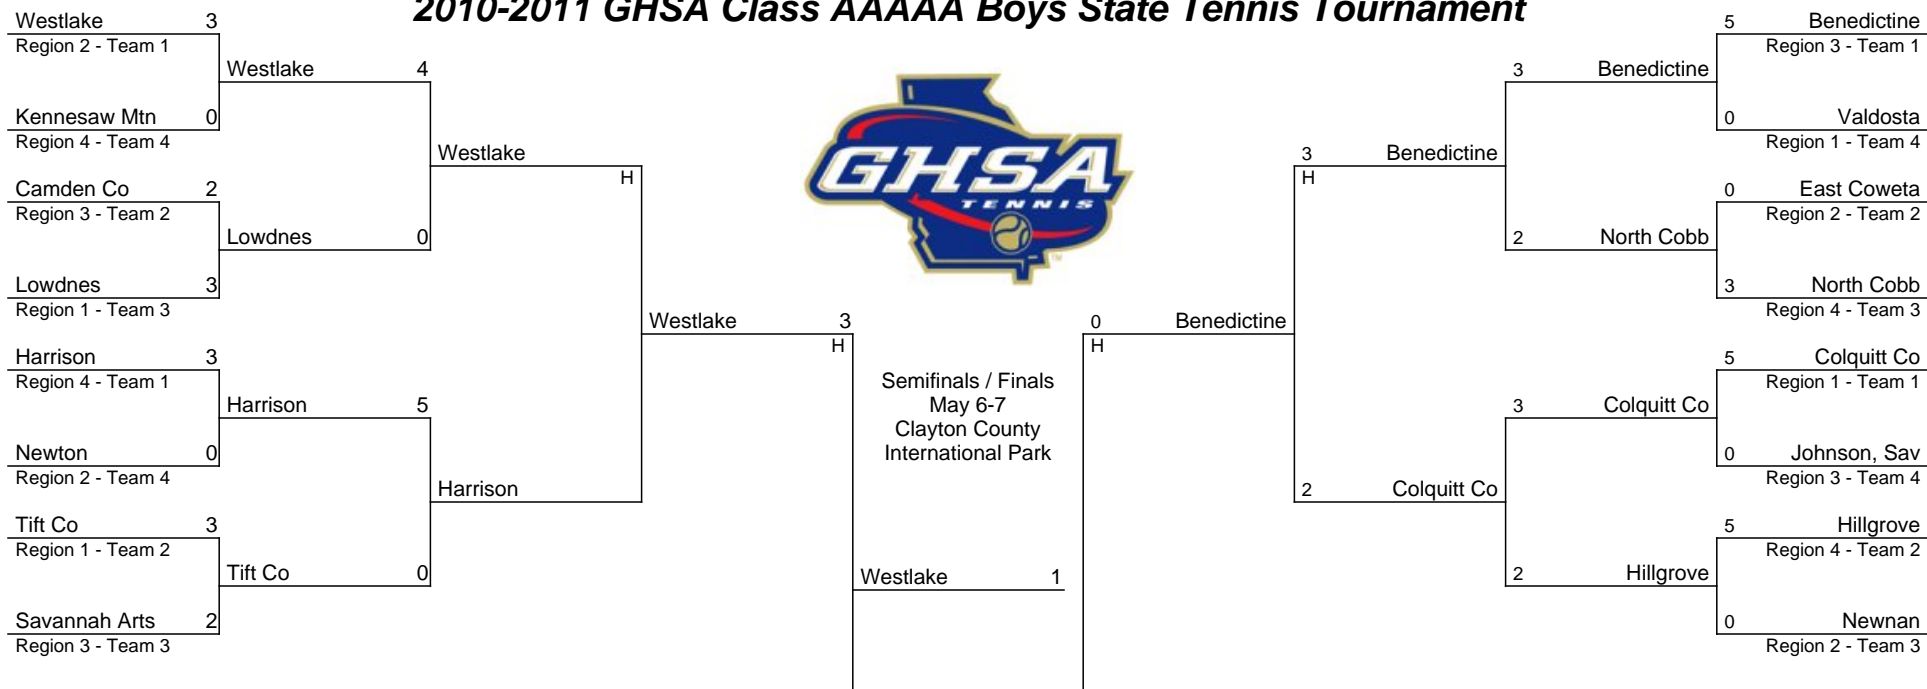 2010-2011 GHSA Class AAAAA Boys State Tennis Tournament
Westlake 3
Region 2 - Team 1
Westlake 4
Kennesaw Mtn 0
Region 4 - Team 4
Westlake
H
Camden Co 2
Region 3 - Team 2
Lowdnes 0
Lowdnes 3
Region 1 - Team 3
Westlake 3
H
Harrison 3
Region 4 - Team 1
Harrison 5
Newton 0
Region 2 - Team 4
Harrison
Tift Co 3
Region 1 - Team 2
Tift Co 0
Savannah Arts 2
Region 3 - Team 3
GHSA
TENNIS
TM
Semifinals / Finals
May 6-7
Clayton County
International Park
Westlake 1
5 Benedictine
Region 3 - Team 1
3 Benedictine
0 Valdosta
Region 1 - Team 4
3 Benedictine
H
0 East Coweta
Region 2 - Team 2
2 North Cobb
3 North Cobb
Region 4 - Team 3
0 Benedictine
H
5 Colquitt Co
Region 1 - Team 1
3 Colquitt Co
0 Johnson, Sav
Region 3 - Team 4
2 Colquitt Co
5 Hillgrove
Region 4 - Team 2
2 Hillgrove
0 Newnan
Region 2 - Team 3